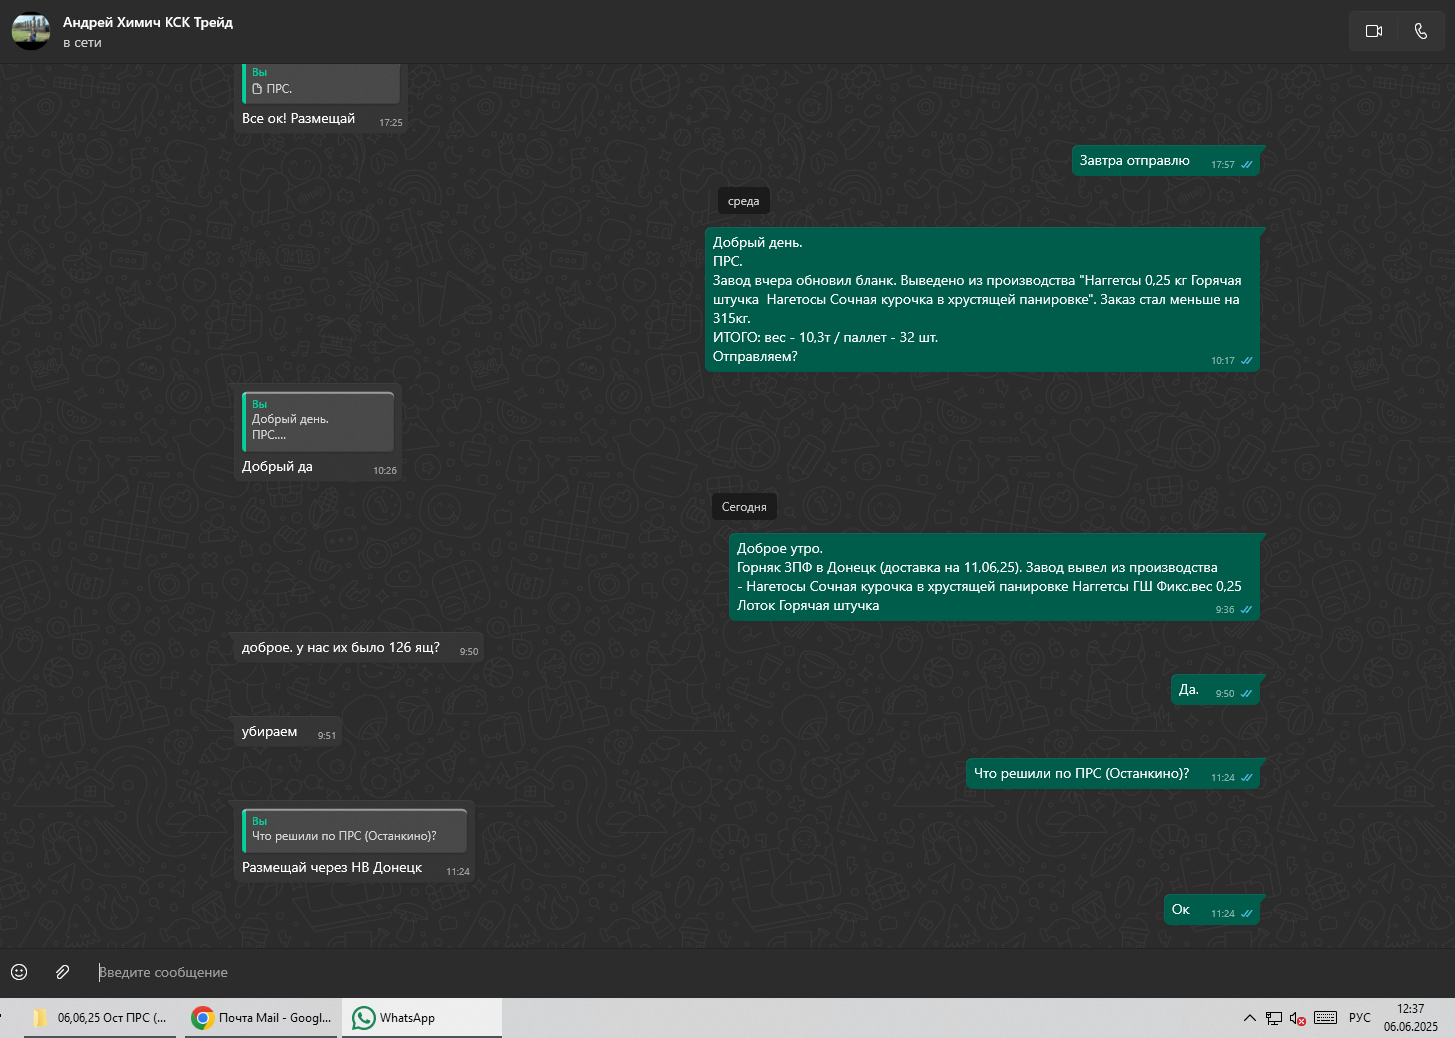 Андрей Химич КСК Трейд
в сети
Вы
ПРС.
Все ок! Размещай 17:25
Завтра отправлю 17:57
среда
Добрый день.
ПРС.
Завод вчера обновил бланк. Выведено из производства "Наггетсы 0,25 кг Горячая
штучка  Нагетосы Сочная курочка в хрустящей панировке". Заказ стал меньше на
315кг.
ИТОГО: вес - 10,3т / паллет - 32 шт.
Отправляем? 10:17
Вы
Добрый день.
ПРС....
Добрый да 10:26
Сегодня
Доброе утро.
Горняк ЗПФ в Донецк (доставка на 11,06,25). Завод вывел из производства
- Нагетосы Сочная курочка в хрустящей панировке Наггетсы ГШ Фикс.вес 0,25
Лоток Горячая штучка 9:36
доброе. у нас их было 126 ящ? 9:50
Да. 9:50
убираем 9:51
Что решили по ПРС (Останкино)? 11:24
Вы
Что решили по ПРС (Останкино)?
Размещай через НВ Донецк 11:24
Ок 11:24
Введите сообщение
06,06,25 Ост ПРС (...
Почта Mail - Googl...
WhatsApp
РУС
12:37
06.06.2025